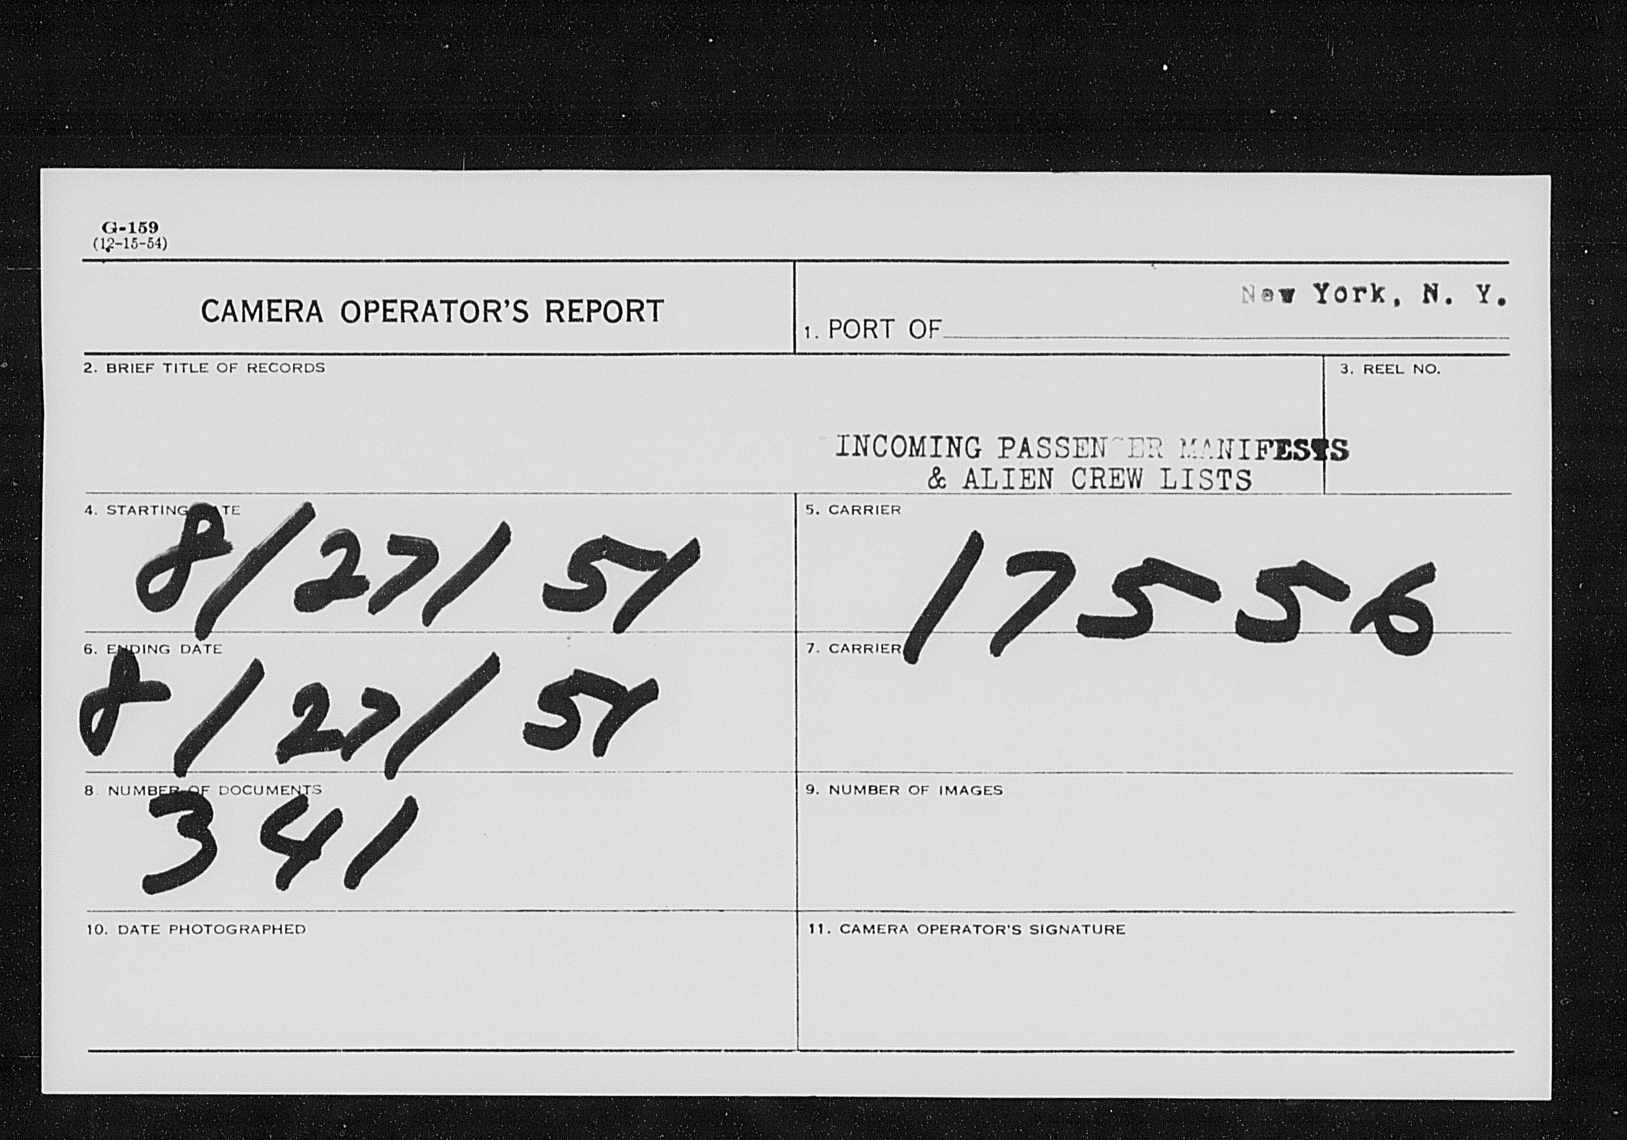 G-159
(12-15-54)
CAMERA OPERATOR'S REPORT
New York, N. Y.
1. PORT OF
2. BRIEF TITLE OF RECORDS
3. REEL NO.
INCOMING PASSENGER MANIFESTS
& ALIEN CREW LISTS
4. STARTING DATE
8/27/51
5. CARRIER
17556
6. ENDING DATE
8/27/51
7. CARRIER
8. NUMBER OF DOCUMENTS
341
9. NUMBER OF IMAGES
10. DATE PHOTOGRAPHED
11. CAMERA OPERATOR'S SIGNATURE